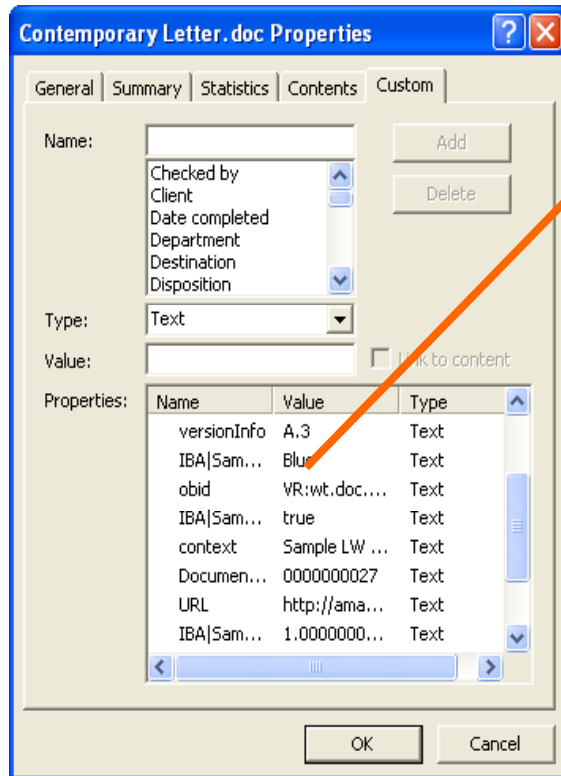 Contemporary Letter.doc Properties
General Summary Statistics Contents Custom
Name: Add
Checked by
Client Delete
Date completed
Department
Destination
Disposition
Type: Text
Value: Link to content
Properties: Name Value Type
versionInfo A.3 Text
IBA|Sam... Blue Text
obid VR:wt.doc.... Text
IBA|Sam... true Text
context Sample LW ... Text
Documen... 0000000027 Text
URL http://ama... Text
IBA|Sam... 1.0000000... Text
OK Cancel